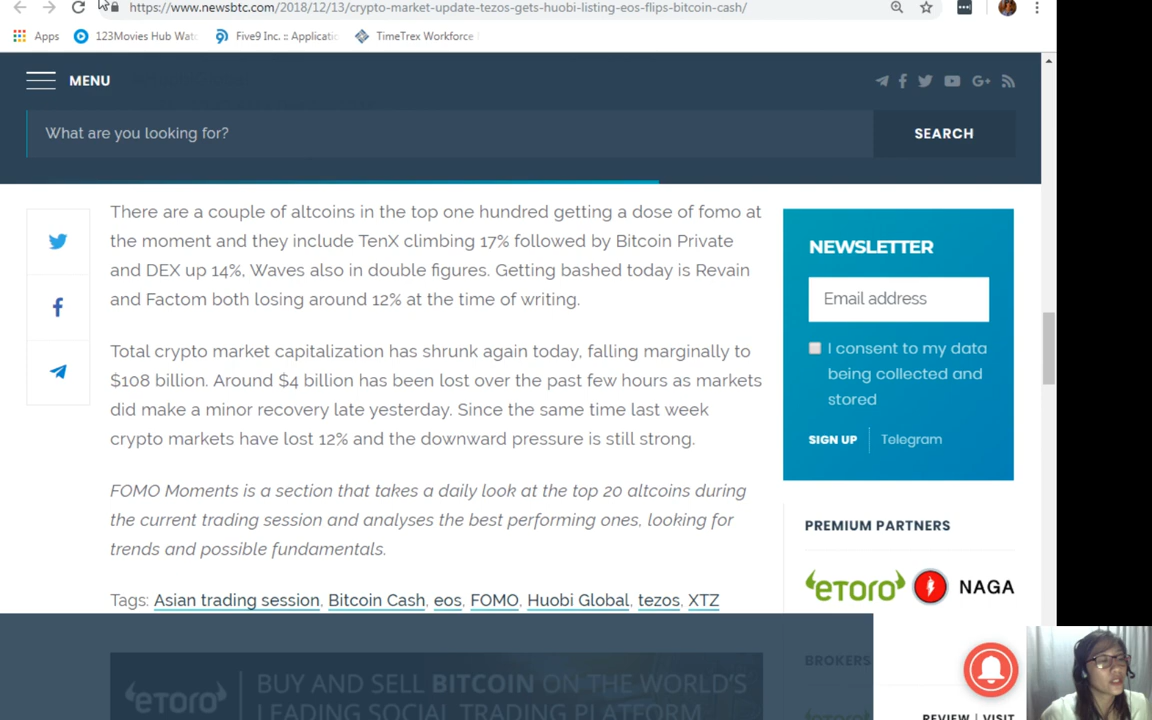 https://www.newsbtc.com/2018/12/13/crypto-market-update-tezos-gets-huobi-listing-eos-flips-bitcoin-cash/
Apps 123Movies Hub Wat Five9 Inc. :: Applicati TimeTrex Workforce
MENU
What are you looking for? SEARCH
There are a couple of altcoins in the top one hundred getting a dose of fomo at
the moment and they include TenX climbing 17% followed by Bitcoin Private
and DEX up 14%, Waves also in double figures. Getting bashed today is Revain
and Factom both losing around 12% at the time of writing.
Total crypto market capitalization has shrunk again today, falling marginally to
$108 billion. Around $4 billion has been lost over the past few hours as markets
did make a minor recovery late yesterday. Since the same time last week
crypto markets have lost 12% and the downward pressure is still strong.
FOMO Moments is a section that takes a daily look at the top 20 altcoins during
the current trading session and analyses the best performing ones, looking for
trends and possible fundamentals.
Tags: Asian trading session, Bitcoin Cash, eos, FOMO, Huobi Global, tezos, XTZ
eToro BUY AND SELL BITCOIN ON THE WORLD'S
LEADING SOCIAL TRADING PLATFORM
NEWSLETTER
Email address
I consent to my data
being collected and
stored
SIGN UP Telegram
PREMIUM PARTNERS
eToro NAGA
BROKERS
REVIEW | VISIT